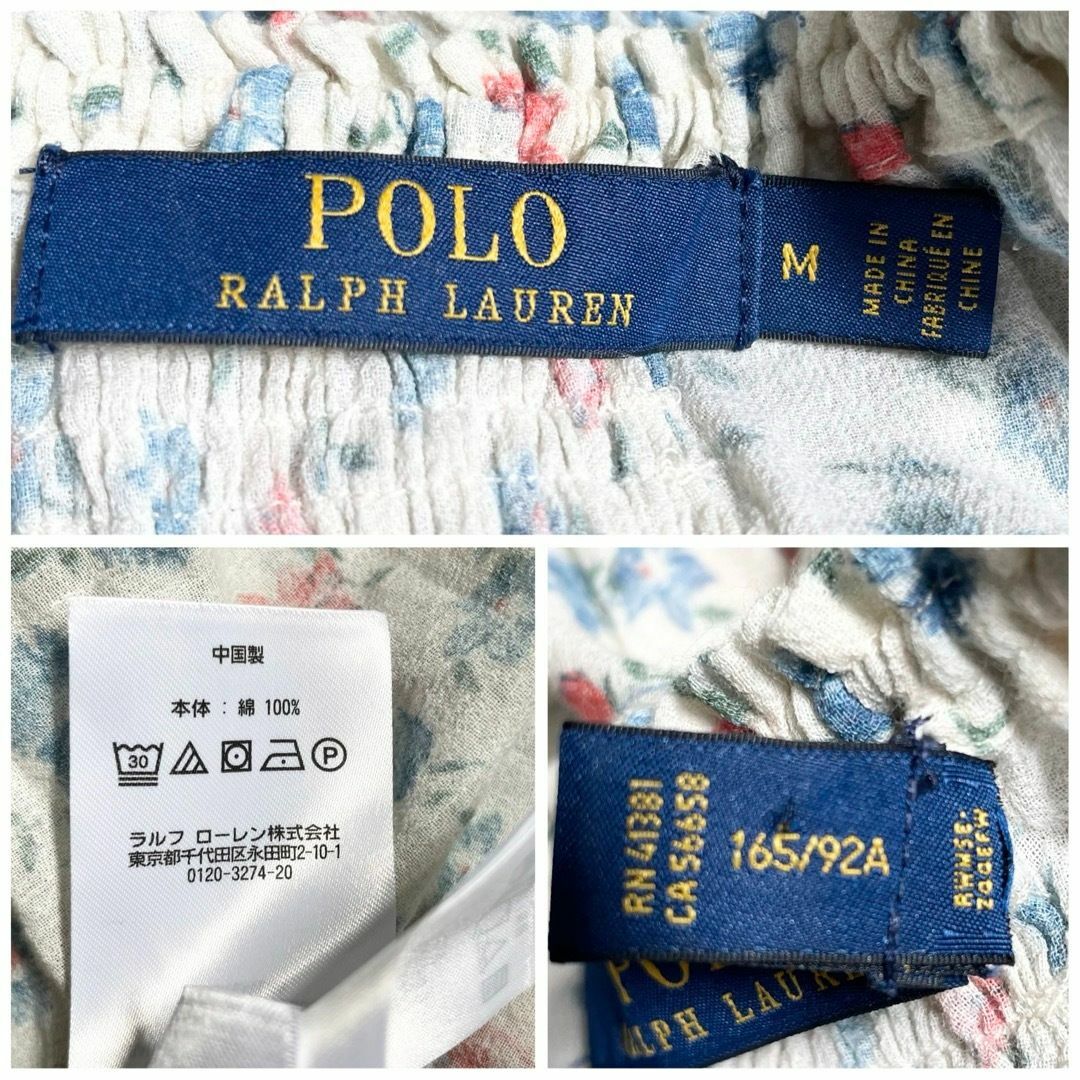 POLO
RALPH LAUREN
M
MADE IN
CHINA
FABRIQUÉ EN
CHINE
中国製
本体 : 綿 100%
30
P
ラルフ ローレン株式会社
東京都千代田区永田町2-10-1
0120-3274-20
RN 41381
CA 56658
165/92A
RALPH LAUREN